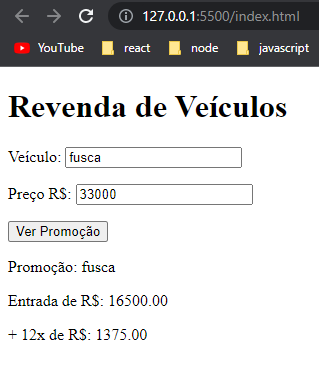 127.0.0.1:5500/index.html
YouTube react node javascript
Revenda de Veículos
Veículo: fusca
Preço R$: 33000
Ver Promoção
Promoção: fusca
Entrada de R$: 16500.00
+ 12x de R$: 1375.00